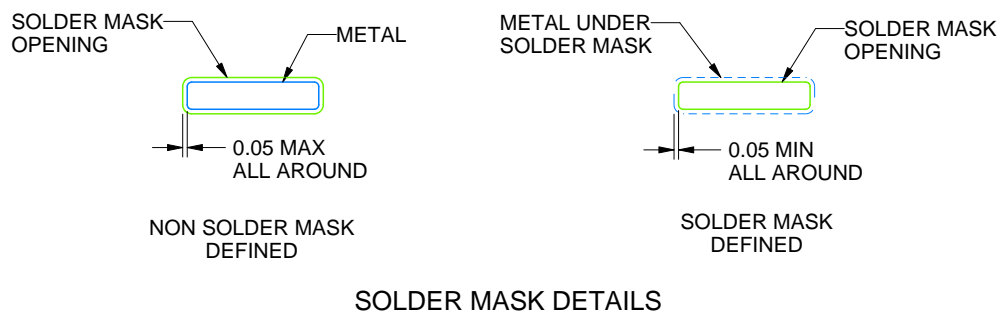 SOLDER MASK
OPENING
METAL
0.05 MAX
ALL AROUND
NON SOLDER MASK
DEFINED
METAL UNDER
SOLDER MASK
SOLDER MASK
OPENING
0.05 MIN
ALL AROUND
SOLDER MASK
DEFINED
SOLDER MASK DETAILS